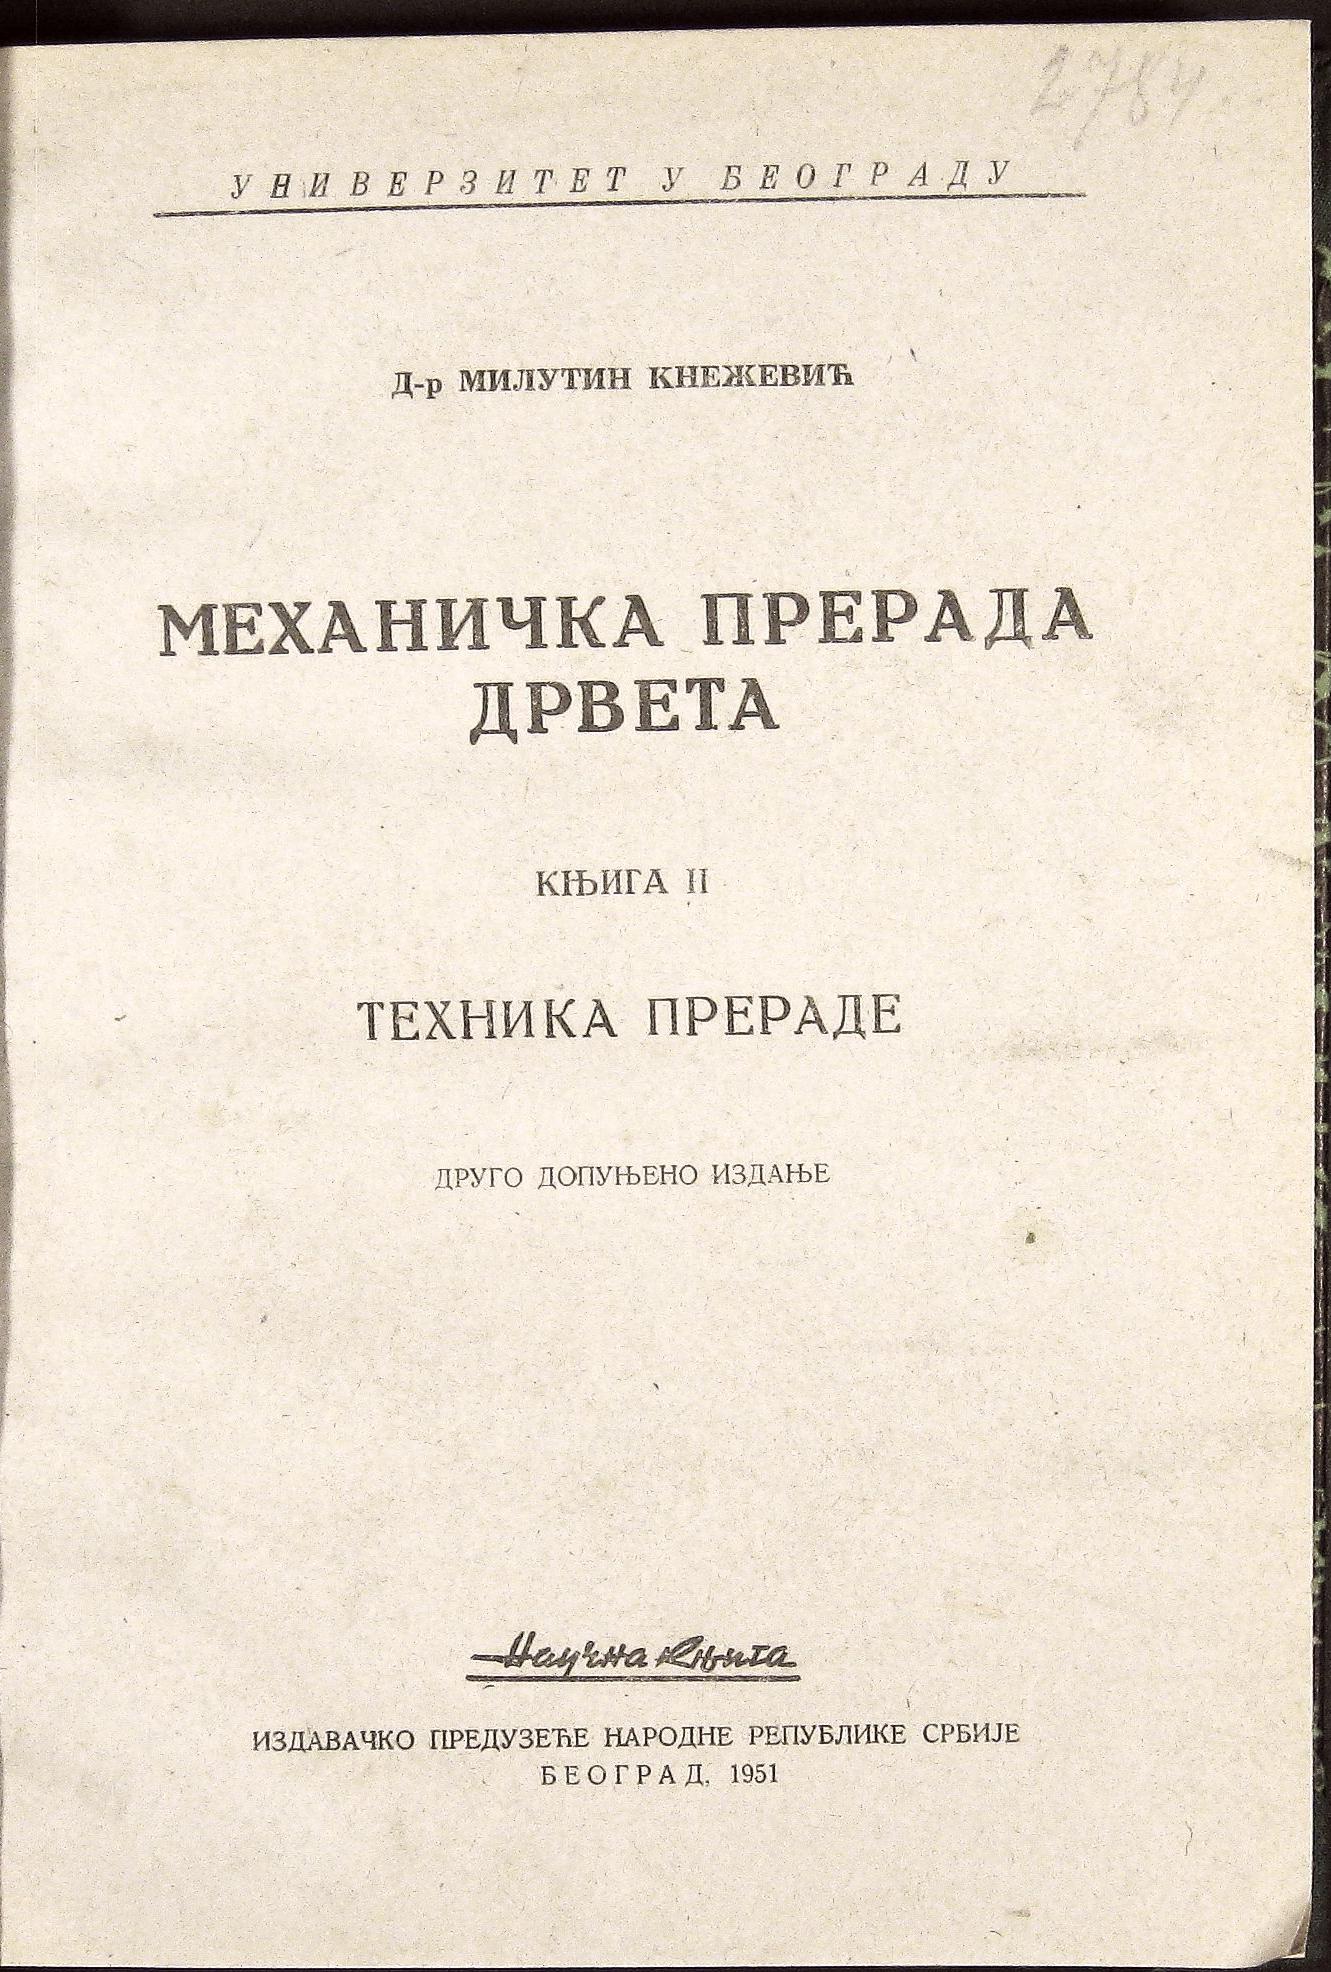 2784
УНИВЕРЗИТЕТ У БЕОГРАДУ
Д-р МИЛУТИН КНЕЖЕВИЋ
МЕХАНИЧКА ПРЕРАДА
ДРВЕТА
КЊИГА II
ТЕХНИКА ПРЕРАДЕ
ДРУГО ДОПУЊЕНО ИЗДАЊЕ
Научна књига
ИЗДАВАЧКО ПРЕДУЗЕЋЕ НАРОДНЕ РЕПУБЛИКЕ СРБИЈЕ
БЕОГРАД, 1951